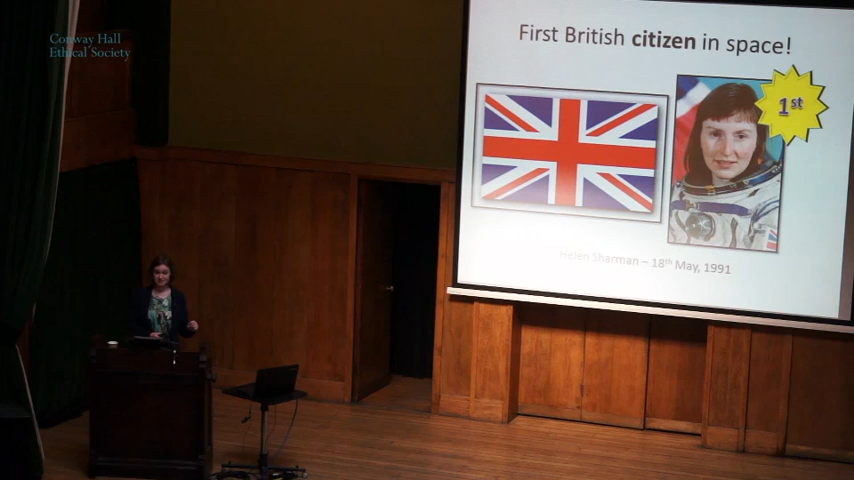 Conway Hall
Ethical Society
First British citizen in space!
1st
Helen Sharman – 18th May, 1991